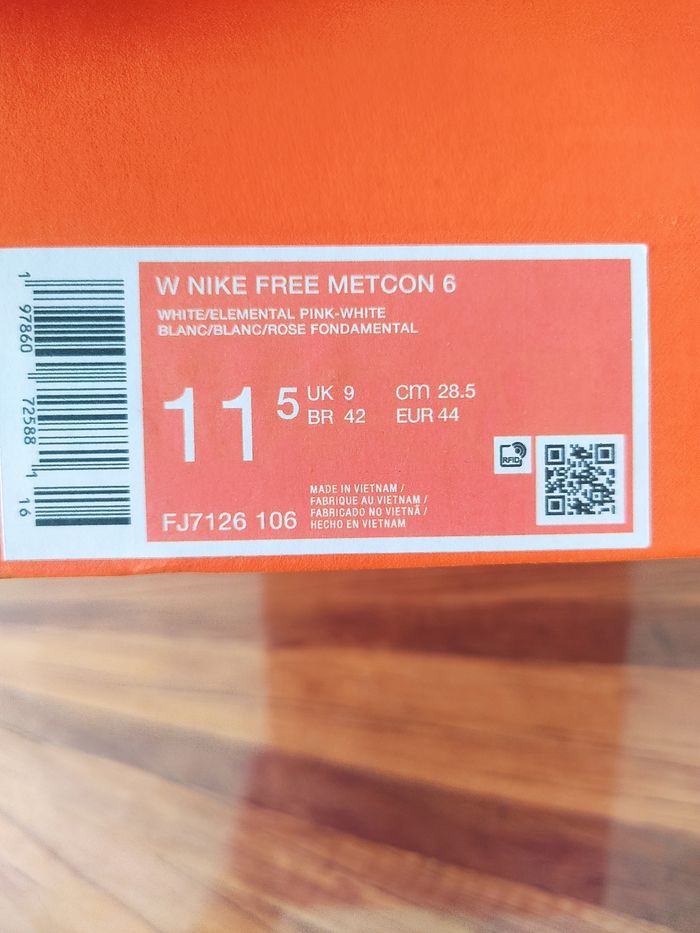 W NIKE FREE METCON 6
WHITE/ELEMENTAL PINK-WHITE
BLANC/BLANC/ROSE FONDAMENTAL
11 5
UK 9 cm 28.5
BR 42 EUR 44
RFID
MADE IN VIETNAM /
FABRIQUE AU VIETNAM /
FABRICADO NO VIETNÃ /
HECHO EN VIETNAM
FJ7126 106
1 97860 72588 1 16